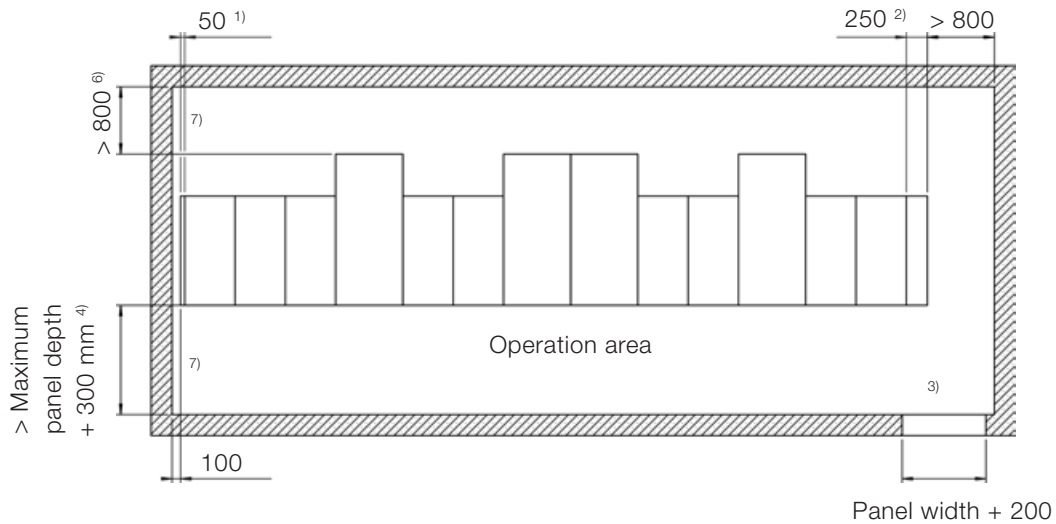 50 1)
250 2)
> 800
> 800 6)
7)
> Maximum
panel depth
+ 300 mm 4)
Operation area
7)
3)
100
Panel width + 200